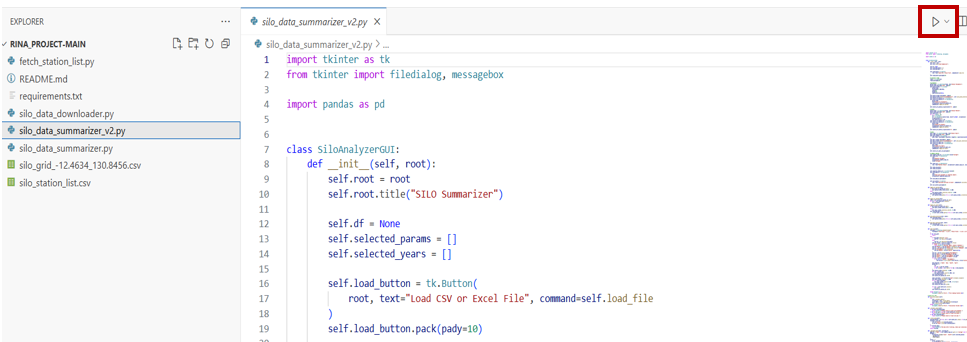 EXPLORER
RINA_PROJECT-MAIN
fetch_station_list.py
README.md
requirements.txt
silo_data_downloader.py
silo_data_summarizer_v2.py
silo_data_summarizer.py
silo_grid_-12.4634_130.8456.csv
silo_station_list.csv
silo_data_summarizer_v2.py
silo_data_summarizer_v2.py > ...
1 import tkinter as tk
2 from tkinter import filedialog, messagebox
3
4 import pandas as pd
5
6
7 class SiloAnalyzerGUI:
8 def __init__(self, root):
9 self.root = root
10 self.root.title("SILO Summarizer")
11
12 self.df = None
13 self.selected_params = []
14 self.selected_years = []
15
16 self.load_button = tk.Button(
17 root, text="Load CSV or Excel File", command=self.load_file
18 )
19 self.load_button.pack(pady=10)